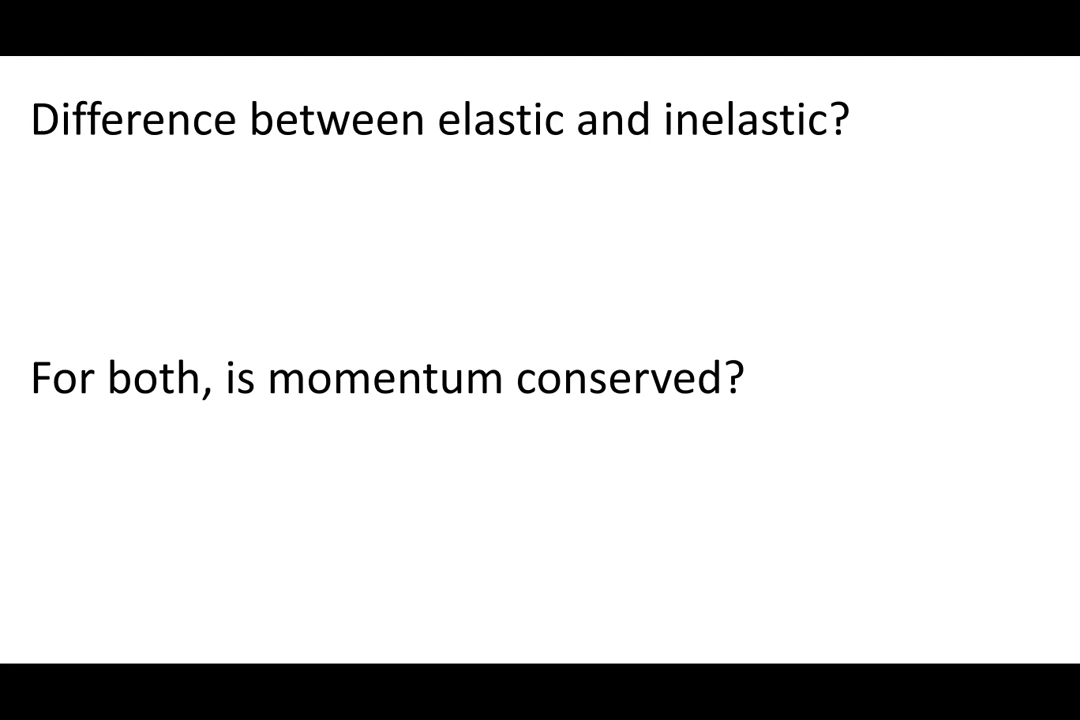 Difference between elastic and inelastic?
For both, is momentum conserved?